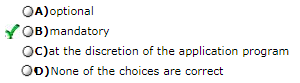 A)optional
B)mandatory
C)at the discretion of the application program
D)None of the choices are correct